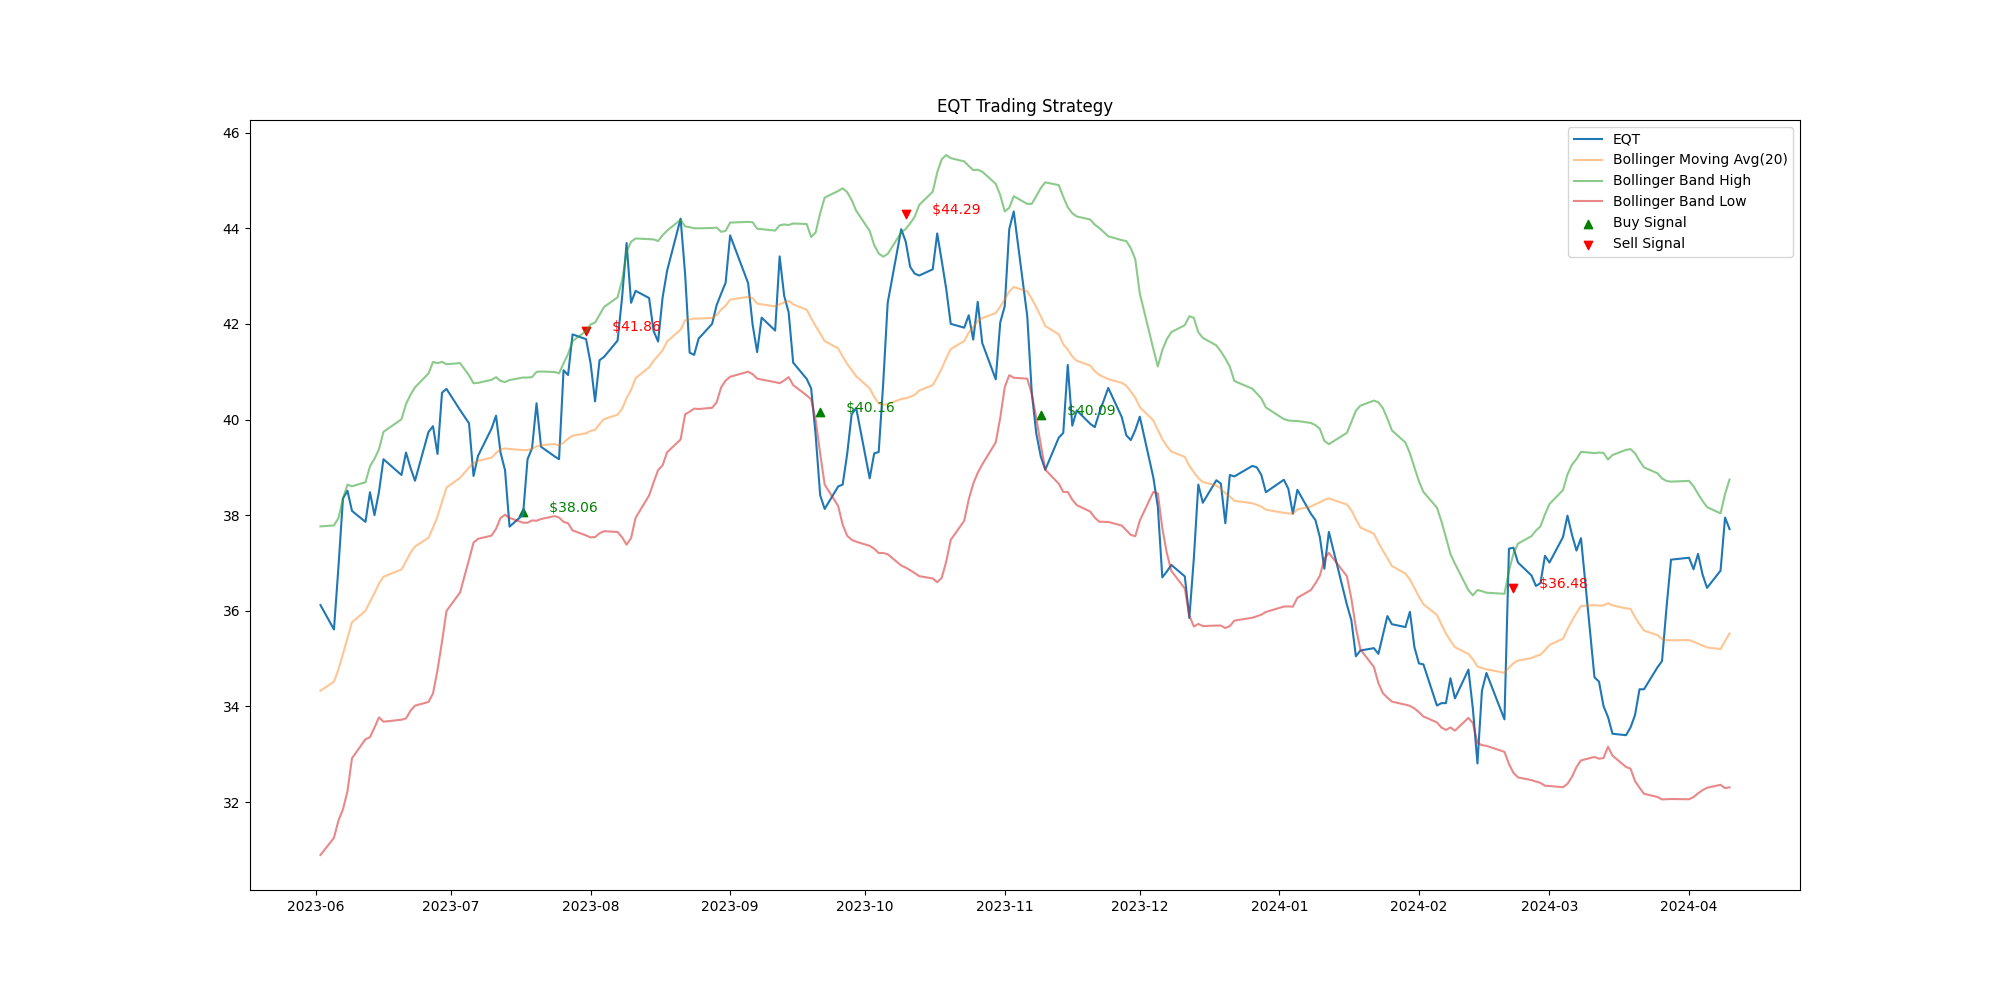 EQT Trading Strategy
46
44
42
40
38
36
34
32
EQT
Bollinger Moving Avg(20)
Bollinger Band High
Bollinger Band Low
Buy Signal
Sell Signal
$44.29
$41.86
$40.16
$40.09
$38.06
$36.48
2023-06 2023-07 2023-08 2023-09 2023-10 2023-11 2023-12 2024-01 2024-02 2024-03 2024-04